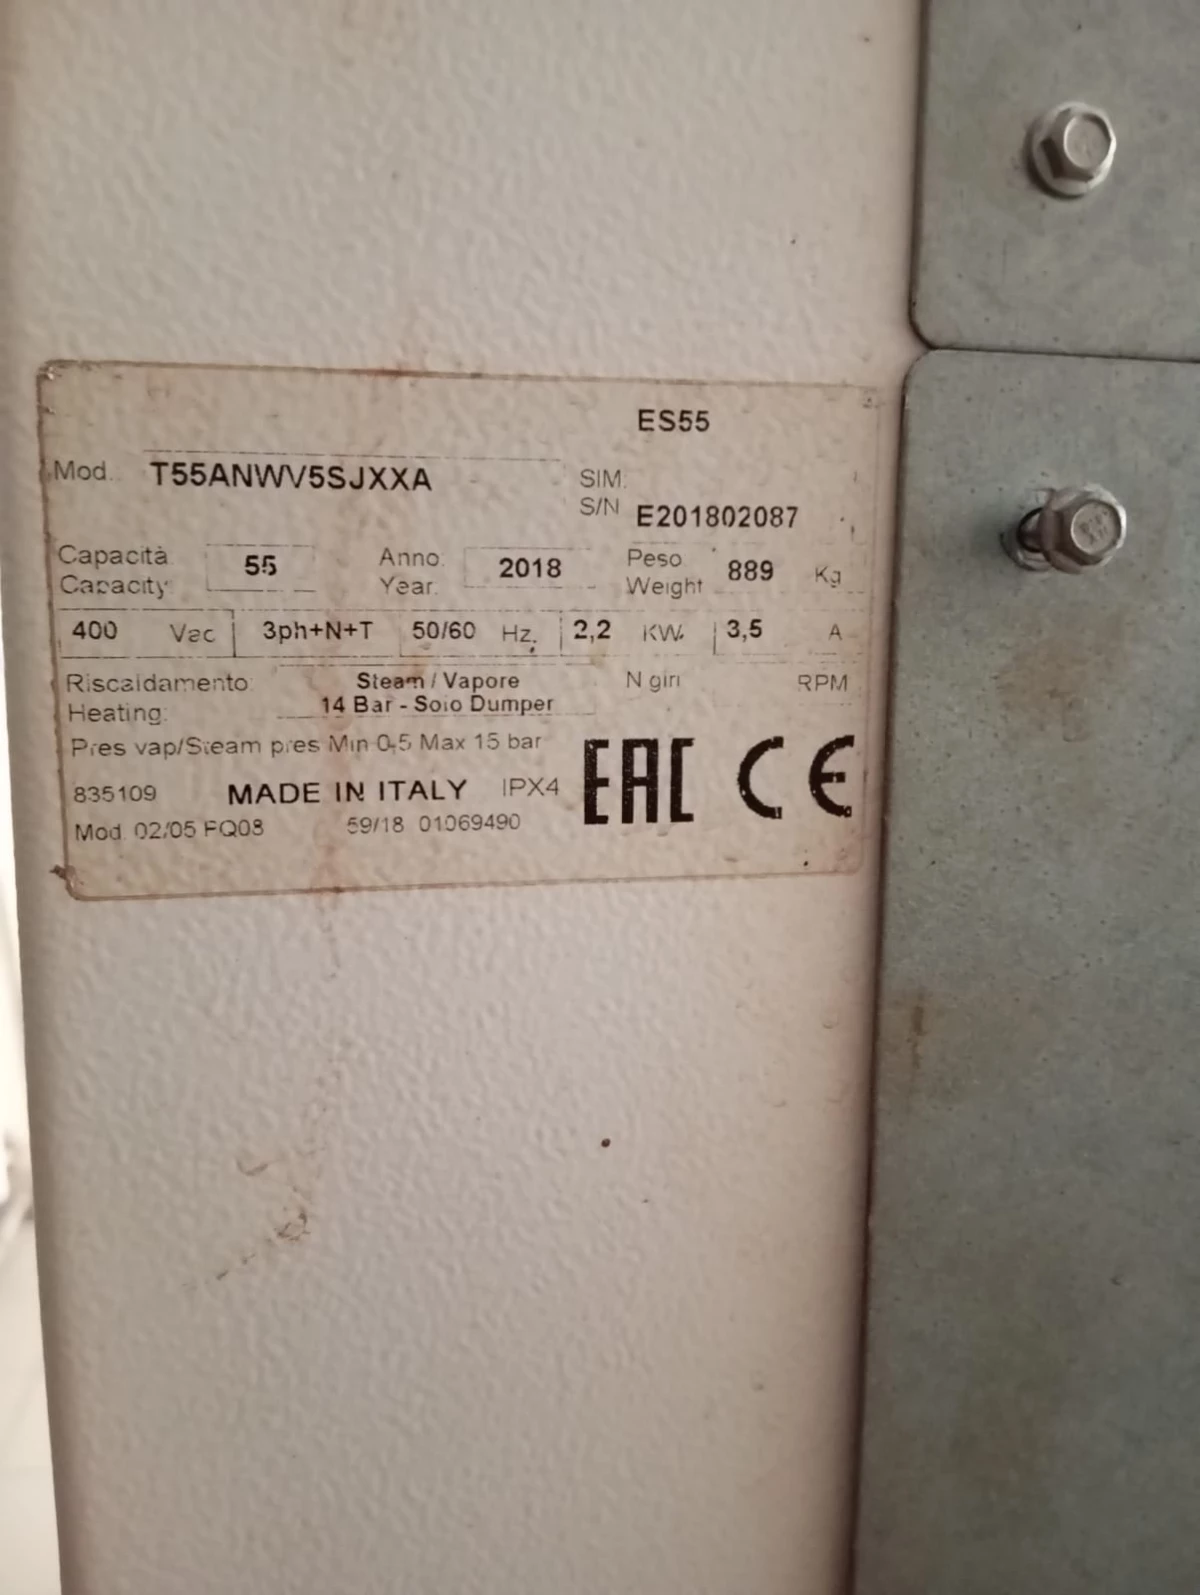 ES55
Mod. T55ANWV5SJXXA SIM:
S/N E201802087
Capacità 55 Anno: 2018 Peso 889 Kg
Capacity: Year: Weight
400 Vac 3ph+N+T 50/60 Hz. 2,2 KW. 3,5 A
Riscaldamento: Steam / Vapore N giri RPM
Heating: 14 Bar - Solo Dumper
Pres vap/Steam pres Min 0,5 Max 15 bar
EAC CE
835109 MADE IN ITALY IPX4
Mod. 02/05 FQ08 59/18 01069490